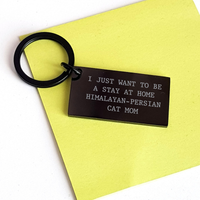 I JUST WANT TO BE
A STAY AT HOME
HIMALAYAN-PERSIAN
CAT MOM